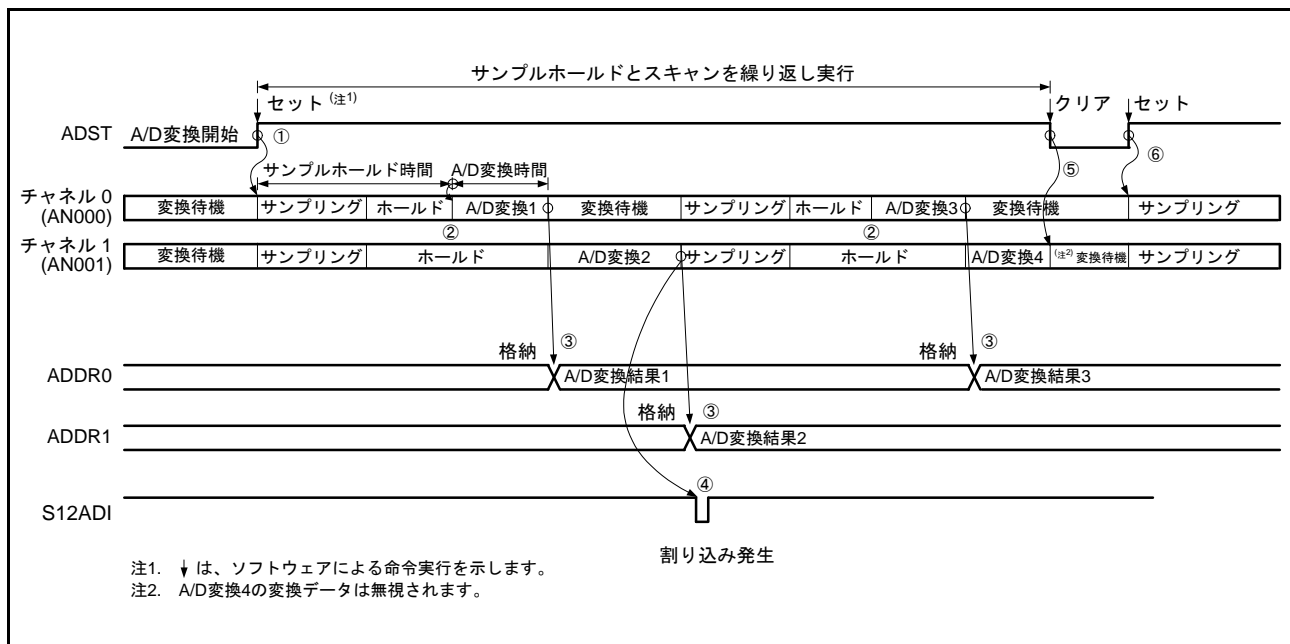 サンプルホールドとスキャンを繰り返し実行
セット (注1)
クリア
セット
ADST
A/D変換開始
①
⑤
⑥
サンプルホールド時間
A/D変換時間
チャネル 0
(AN000)
変換待機
サンプリング
ホールド
A/D変換1
変換待機
サンプリング
ホールド
A/D変換3
変換待機
サンプリング
②
②
チャネル 1
(AN001)
変換待機
サンプリング
ホールド
A/D変換2
サンプリング
ホールド
A/D変換4
(注2) 変換待機
サンプリング
格納
③
格納
③
ADDR0
A/D変換結果1
A/D変換結果3
格納
③
ADDR1
A/D変換結果2
④
S12ADI
割り込み発生
注1. ↓は、ソフトウェアによる命令実行を示します。
注2. A/D変換4の変換データは無視されます。